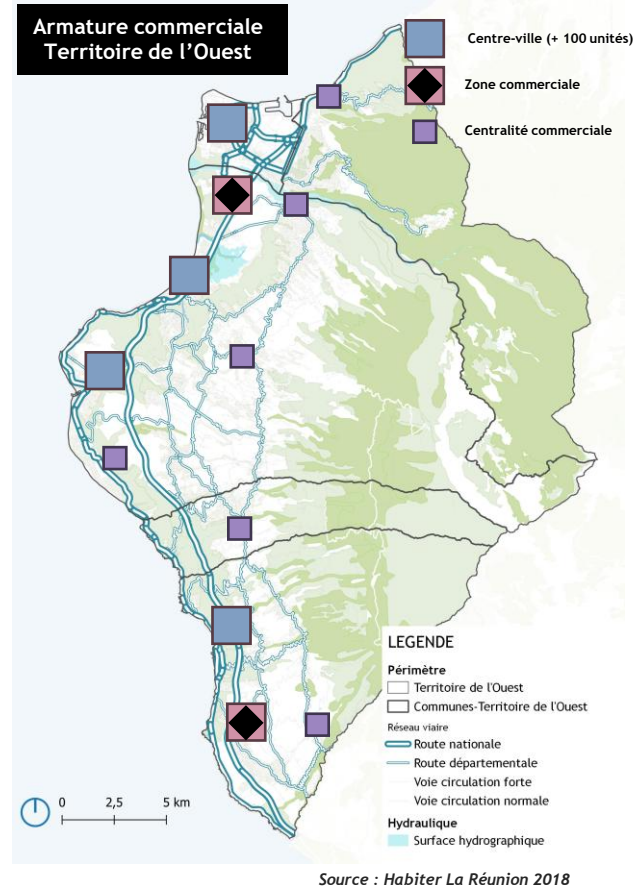 Armature commerciale
Territoire de l'Ouest
Centre-ville (+ 100 unités)
Zone commerciale
Centralité commerciale
LEGENDE
Périmètre
Territoire de l'Ouest
Communes-Territoire de l'Ouest
Réseau viaire
Route nationale
Route départementale
Voie circulation forte
Voie circulation normale
Hydraulique
Surface hydrographique
0 2,5 5 km
Source : Habiter La Réunion 2018